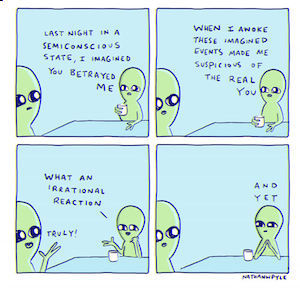 LAST NIGHT IN A
SEMICONSCIOUS
STATE, I IMAGINED
YOU BETRAYED
ME
WHEN I AWOKE
THESE IMAGINED
EVENTS MADE ME
SUSPICIOUS OF
THE REAL
YOU
WHAT AN
IRRATIONAL
REACTION
TRULY!
AND
YET
NATHANWPYLE